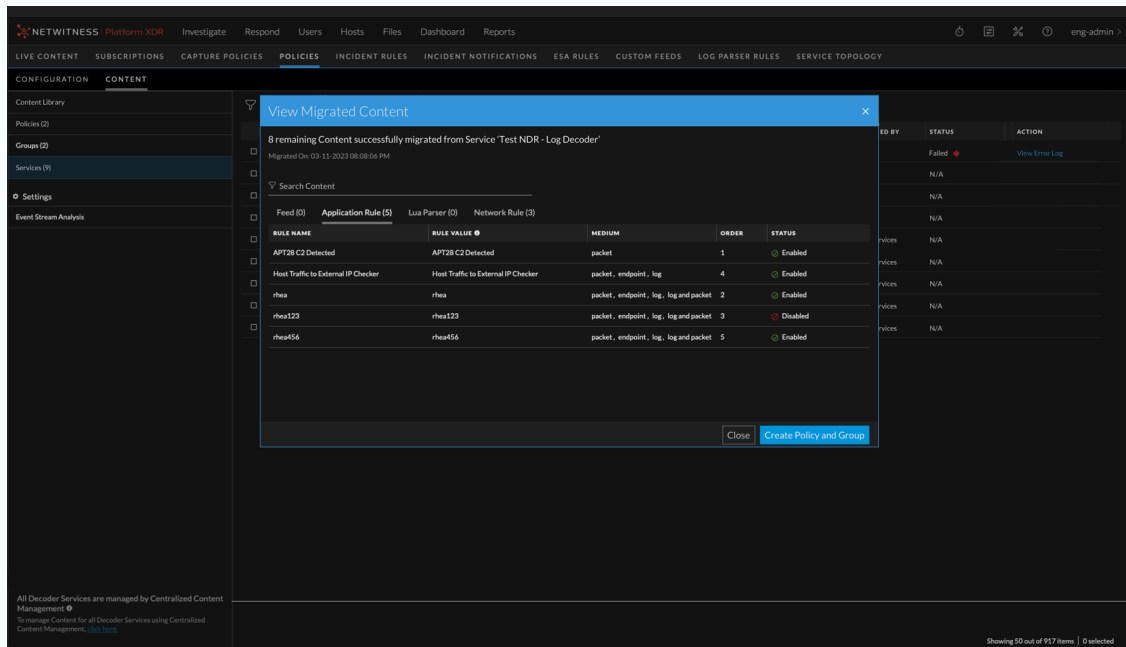 NETWITNESS Platform XDR Investigate Respond Users Hosts Files Dashboard Reports eng-admin >
LIVE CONTENT SUBSCRIPTIONS CAPTURE POLICIES POLICIES INCIDENT RULES INCIDENT NOTIFICATIONS ESA RULES CUSTOM FEEDS LOG PARSER RULES SERVICE TOPOLOGY
CONFIGURATION CONTENT
Content Library
Policies (2)
Groups (2)
Services (9)
Settings
Event Stream Analysis
View Migrated Content ×
8 remaining Content successfully migrated from Service 'Test NDR - Log Decoder'
Migrated On: 03-11-2023 08:08:06 PM
Search Content
Feed (0) Application Rule (5) Lua Parser (0) Network Rule (3)
RULE NAME RULE VALUE MEDIUM ORDER STATUS
APT28 C2 Detected APT28 C2 Detected packet 1 Enabled
Host Traffic to External IP Checker Host Traffic to External IP Checker packet, endpoint, log 4 Enabled
rhea rhea packet, endpoint, log, log and packet 2 Enabled
rhea123 rhea123 packet, endpoint, log, log and packet 3 Disabled
rhea456 rhea456 packet, endpoint, log, log and packet 5 Enabled
Close Create Policy and Group
ED BY STATUS ACTION
Failed View Error Log
N/A
N/A
N/A
rvices N/A
rvices N/A
rvices N/A
rvices N/A
rvices N/A
All Decoder Services are managed by Centralized Content
Management
To manage Content for all Decoder Services using Centralized
Content Management, click here.
Showing 50 out of 917 items | 0 selected